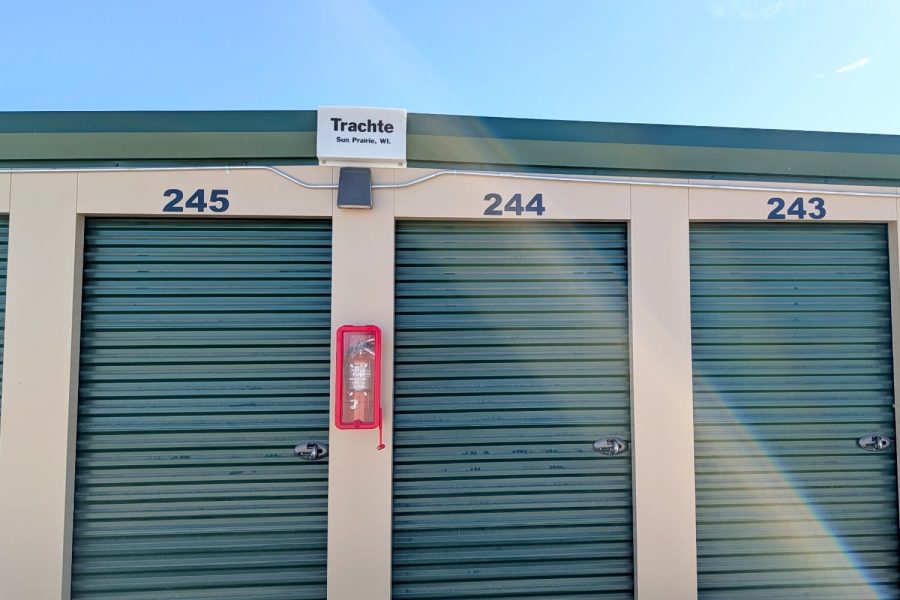 Trachte
Sun Prairie, WI.
245
244
243